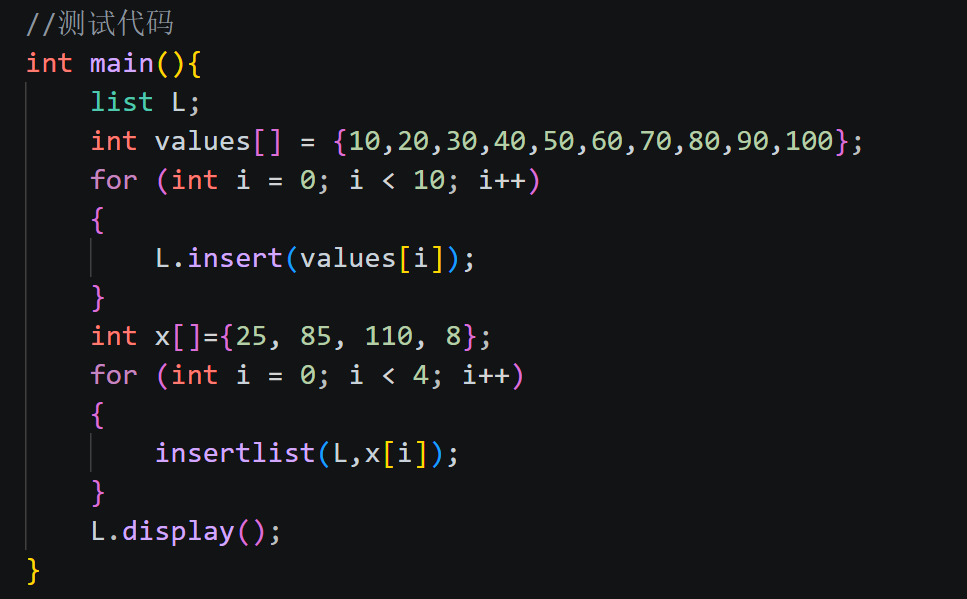 //测试代码
int main(){
    list L;
    int values[] = {10,20,30,40,50,60,70,80,90,100};
    for (int i = 0; i < 10; i++)
    {
        L.insert(values[i]);
    }
    int x[]={25, 85, 110, 8};
    for (int i = 0; i < 4; i++)
    {
        insertlist(L,x[i]);
    }
    L.display();
}